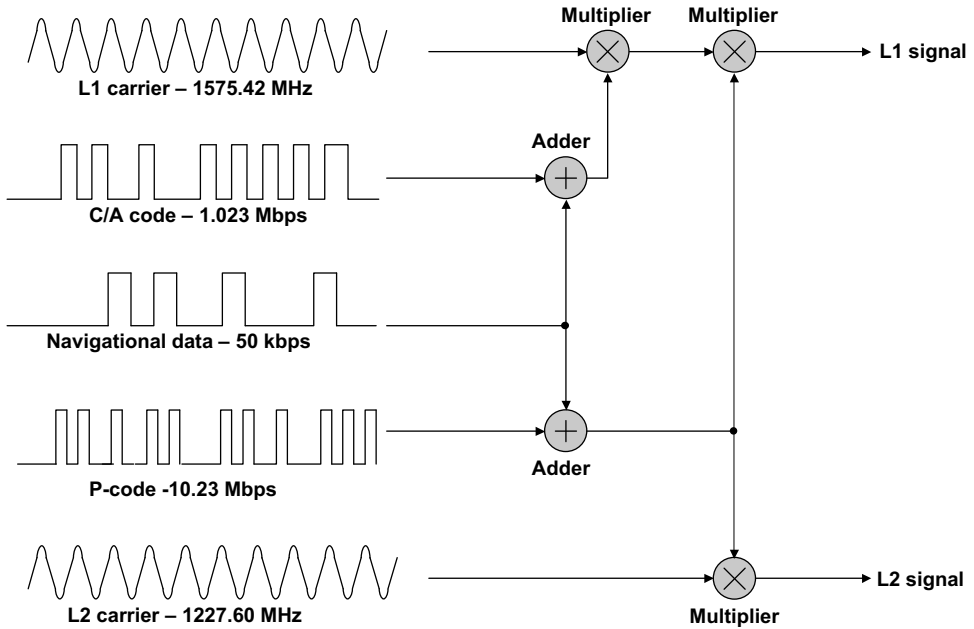 Multiplier Multiplier
L1 signal
L1 carrier – 1575.42 MHz
Adder
C/A code – 1.023 Mbps
Navigational data – 50 kbps
Adder
P-code -10.23 Mbps
L2 signal
L2 carrier – 1227.60 MHz
Multiplier